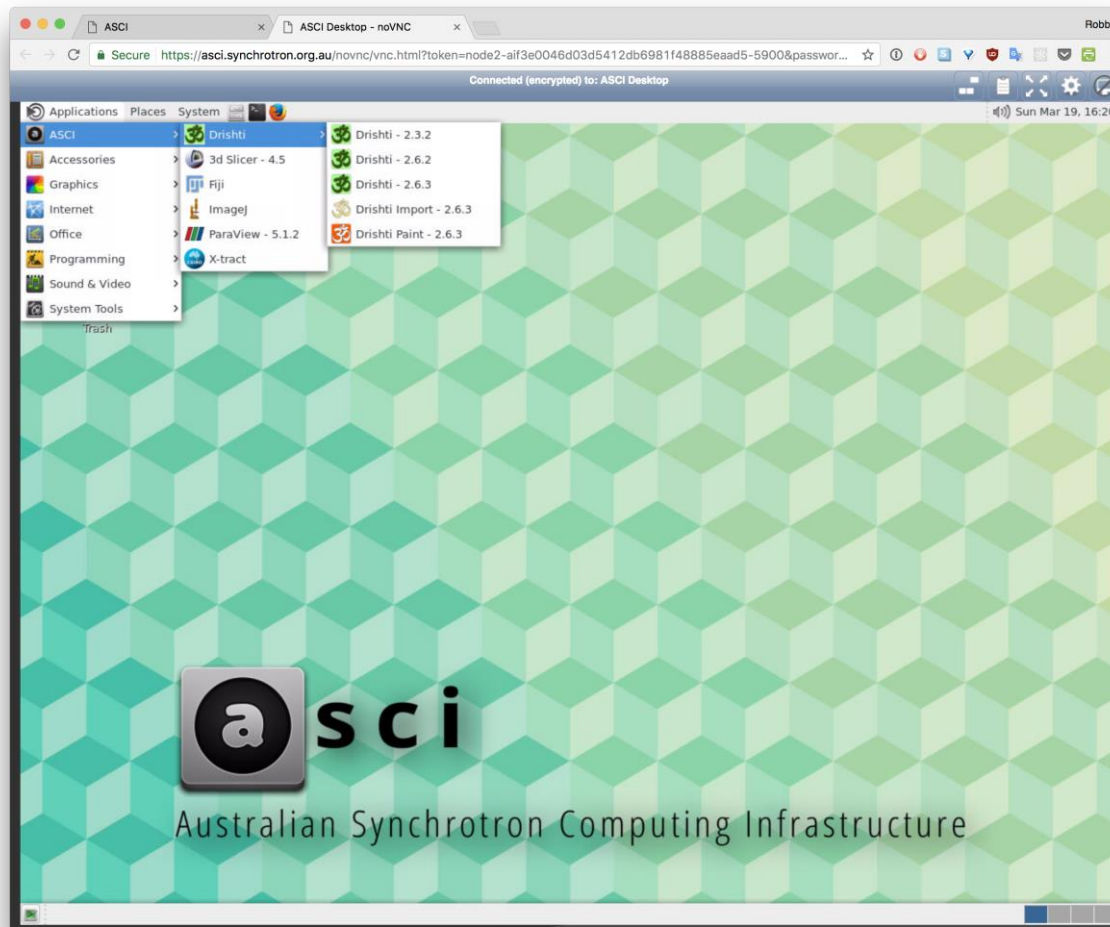 ASCI
ASCI Desktop - noVNC
Robb
Secure https://asci.synchrotron.org.au/novnc/vnc.html?token=node2-aif3e0046d03d5412db6981f48885eaad5-5900&passwor...
Connected (encrypted) to: ASCI Desktop
Applications Places System
Sun Mar 19, 16:20
ASCI
Drishti
Drishti - 2.3.2
Accessories
3d Slicer - 4.5
Drishti - 2.6.2
Graphics
Fiji
Drishti - 2.6.3
Internet
ImageJ
Drishti Import - 2.6.3
Office
ParaView - 5.1.2
Drishti Paint - 2.6.3
Programming
X-tract
Sound & Video
System Tools
Trash
asci
Australian Synchrotron Computing Infrastructure